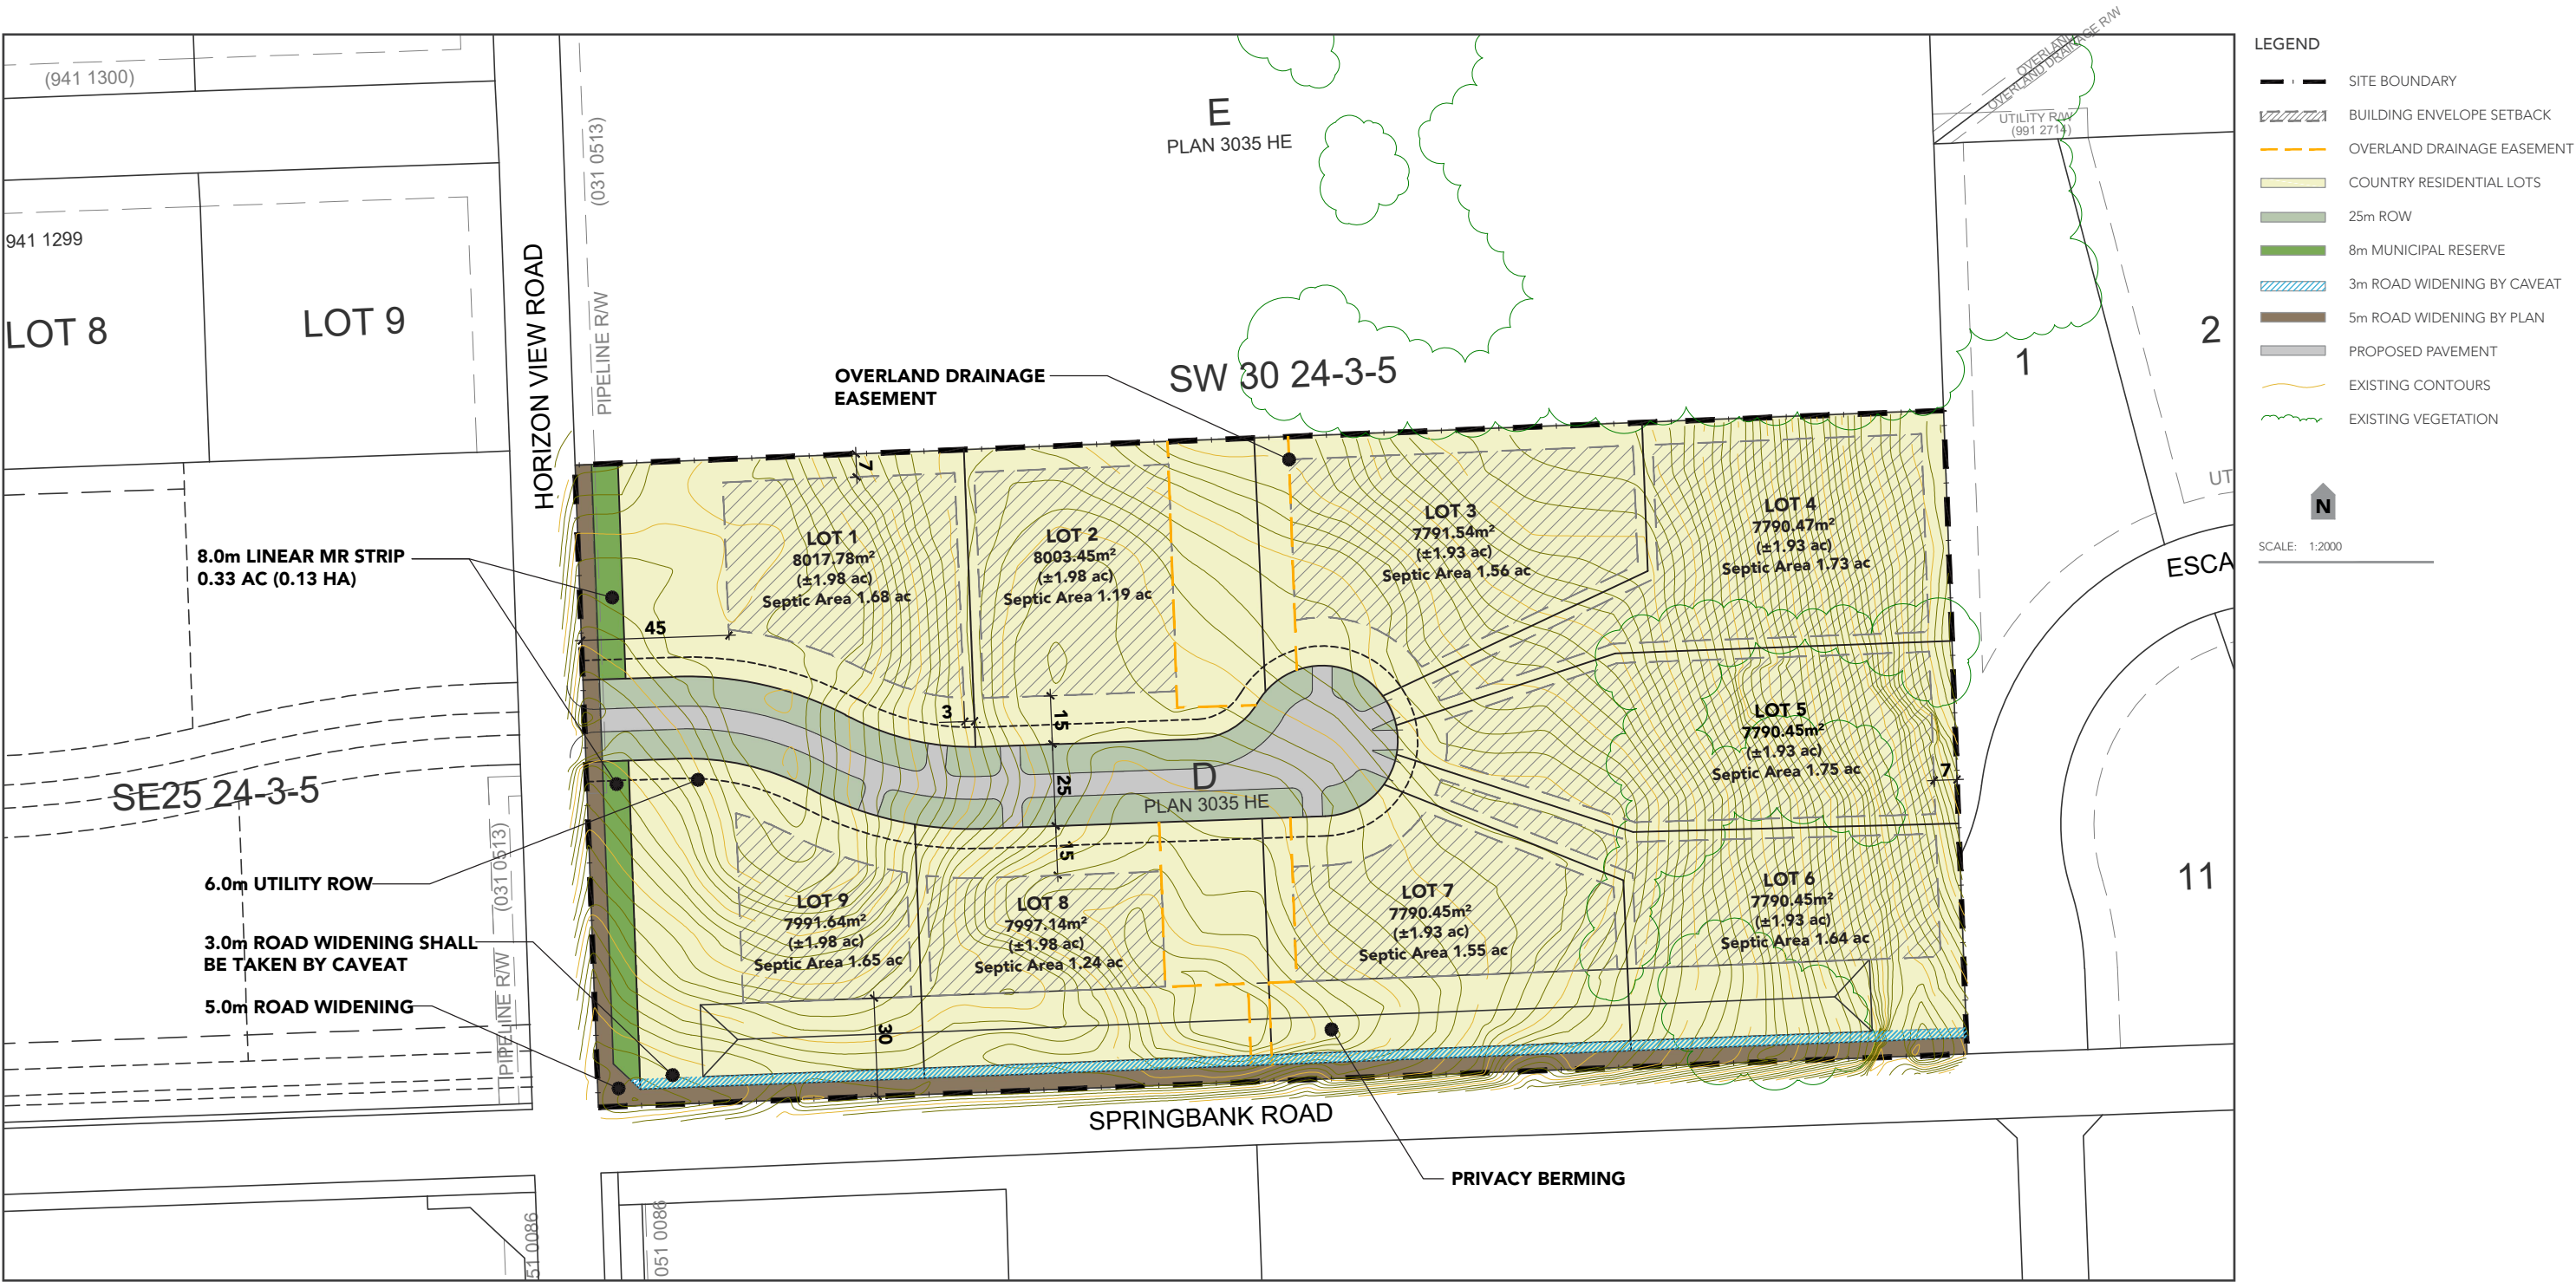 (941 1300)
941 1299
LOT 8
LOT 9
HORIZON VIEW ROAD
(031 0513)
PIPELINE R/W
E
PLAN 3035 HE
SW 30 24-3-5
OVERLAND DRAINAGE
EASEMENT
OVERLAND
OVERLAND DRAINAGE R/W
UTILITY R/W
(991 2714)
1
2
UT
ESCA
11
8.0m LINEAR MR STRIP
0.33 AC (0.13 HA)
SE25 24-3-5
6.0m UTILITY ROW
(031 0513)
PIPELINE R/W
3.0m ROAD WIDENING SHALL
BE TAKEN BY CAVEAT
5.0m ROAD WIDENING
7
45
3
15
25
15
30
7
LOT 1
8017.78m²
(±1.98 ac)
Septic Area 1.68 ac
LOT 2
8003.45m²
(±1.98 ac)
Septic Area 1.19 ac
LOT 3
7791.54m²
(±1.93 ac)
Septic Area 1.56 ac
LOT 4
7790.47m²
(±1.93 ac)
Septic Area 1.73 ac
LOT 5
7790.45m²
(±1.93 ac)
Septic Area 1.75 ac
LOT 6
7790.45m²
(±1.93 ac)
Septic Area 1.64 ac
LOT 7
7790.45m²
(±1.93 ac)
Septic Area 1.55 ac
LOT 8
7997.14m²
(±1.98 ac)
Septic Area 1.24 ac
LOT 9
7991.64m²
(±1.98 ac)
Septic Area 1.65 ac
D
PLAN 3035 HE
SPRINGBANK ROAD
PRIVACY BERMING
51 0086
051 0086
LEGEND
SITE BOUNDARY
BUILDING ENVELOPE SETBACK
OVERLAND DRAINAGE EASEMENT
COUNTRY RESIDENTIAL LOTS
25m ROW
8m MUNICIPAL RESERVE
3m ROAD WIDENING BY CAVEAT
5m ROAD WIDENING BY PLAN
PROPOSED PAVEMENT
EXISTING CONTOURS
EXISTING VEGETATION
N
SCALE: 1:2000